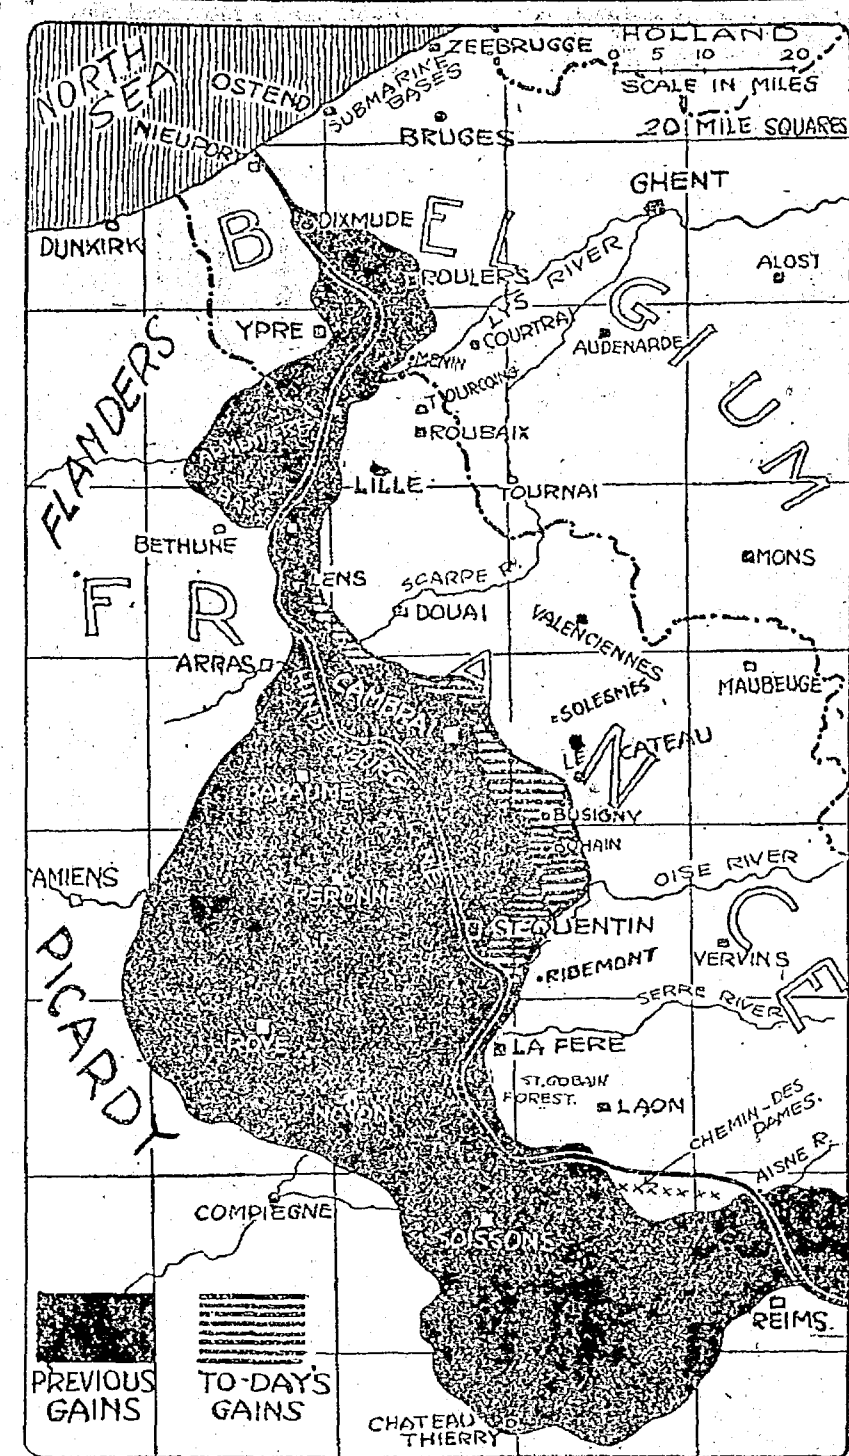 HOLLAND
0 5 10 20
SCALE IN MILES
20 MILE SQUARES
NORTH
SEA
ZEEBRUGGE
OSTEND
SUBMARINE
BASES
BRUGES
NIEUPORT
GHENT
DUNKIRK
DIXMUDE
BELGIUM
ROULERS
LYS RIVER
ALOST
YPRE
COURTRAI
AUDENARDE
MENIN
TOURCOING
ROUBAIX
FLANDERS
LILLE
TOURNAI
BETHUNE
MONS
LENS
SCARPE R.
DOUAI
FRANCE
VALENCIENNES
ARRAS
MAUBEUGE
CAMBRAI
SOLESMES
LE CATEAU
BAPAUME
BUSIGNY
BOHAIN
AMIENS
OISE RIVER
PERONNE
ST. QUENTIN
VERVINS
RIBEMONT
PICARDY
SERRE RIVER
ROYE
LA FERE
ST. GOBAIN
FOREST.
NOYON
LAON
CHEMIN-DES
DAMES.
AISNE R.
COMPIEGNE
SOISSONS
REIMS.
PREVIOUS
GAINS
TO-DAY'S
GAINS
CHATEAU
THIERRY